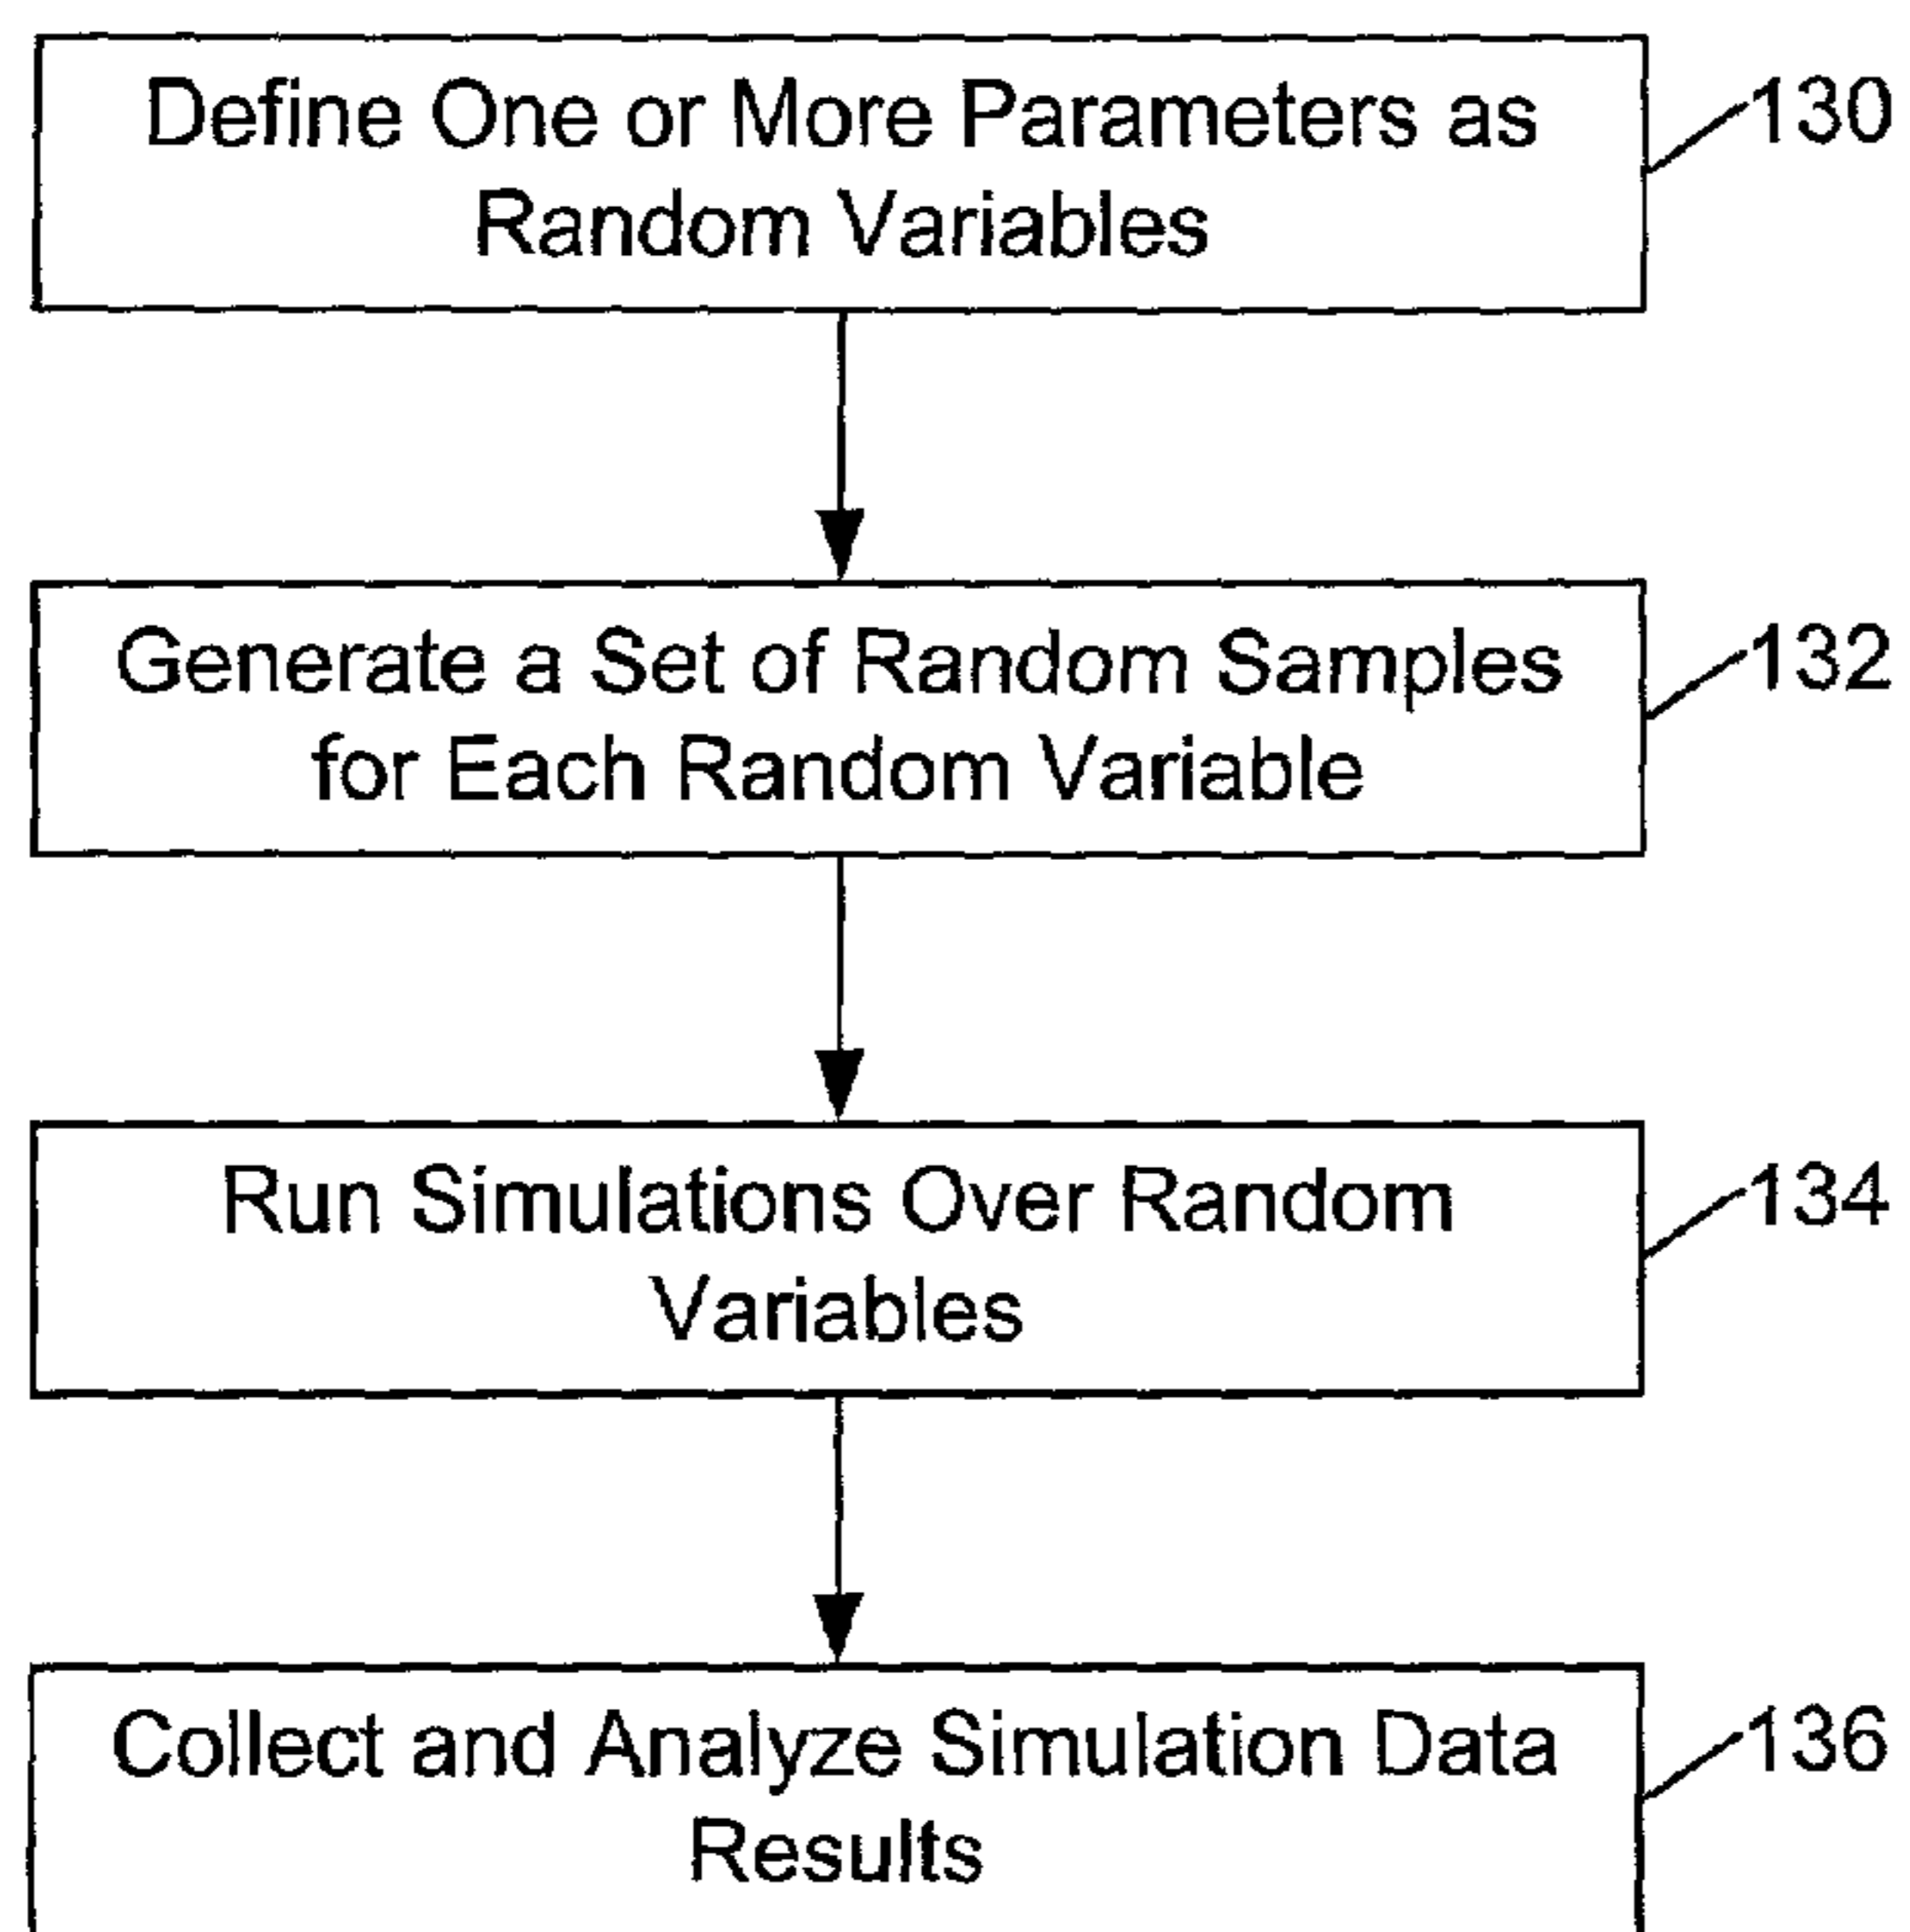 Define One or More Parameters as
Random Variables
130
Generate a Set of Random Samples
for Each Random Variable
132
Run Simulations Over Random
Variables
134
Collect and Analyze Simulation Data
Results
136